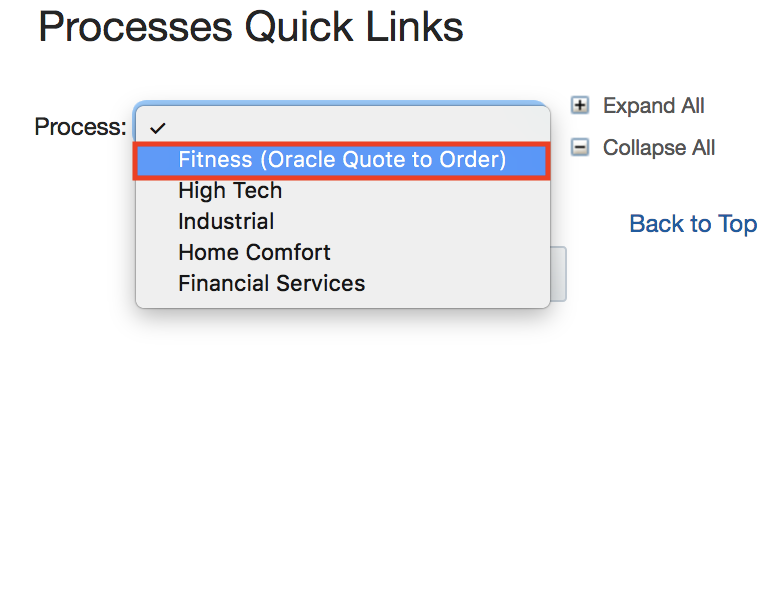 Processes Quick Links
Process:
✓
Fitness (Oracle Quote to Order)
High Tech
Industrial
Home Comfort
Financial Services
Expand All
Collapse All
Back to Top